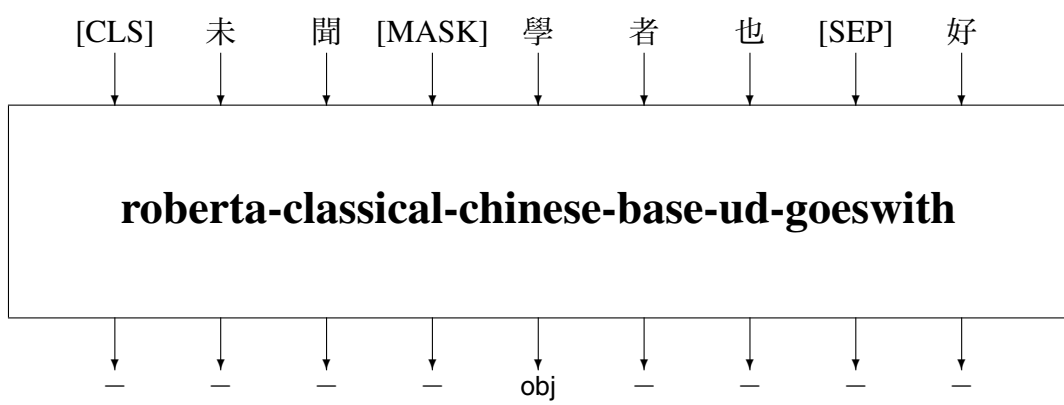 [CLS] 未 聞 [MASK] 學 者 也 [SEP] 好
roberta-classical-chinese-base-ud-goeswith
— — — — obj — — — —